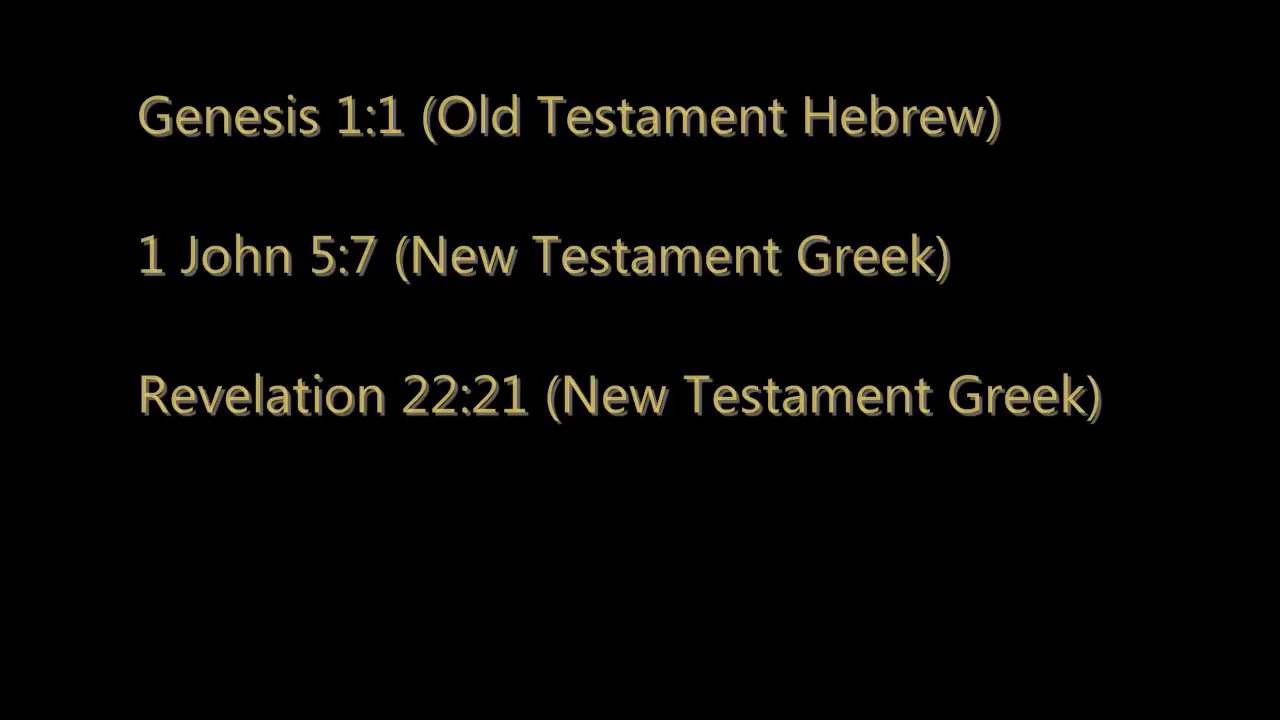 Genesis 1:1 (Old Testament Hebrew)
1 John 5:7 (New Testament Greek)
Revelation 22:21 (New Testament Greek)